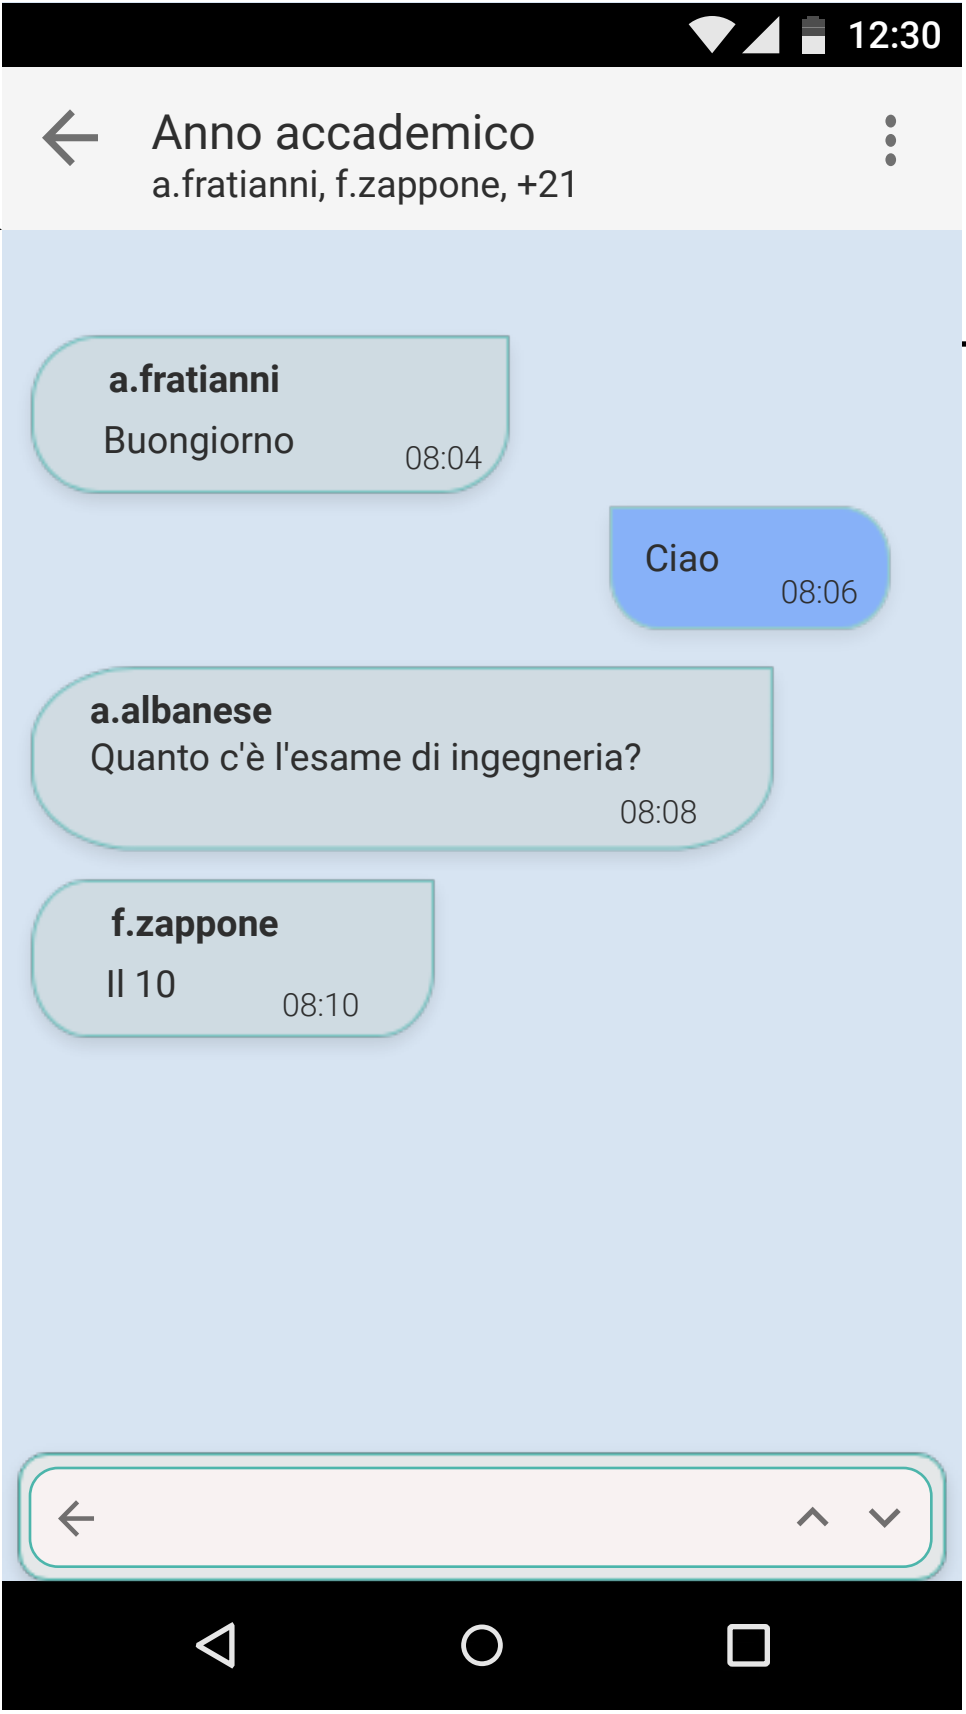 12:30
Anno accademico
a.fratianni, f.zappone, +21
a.fratianni
Buongiorno
08:04
Ciao
08:06
a.albanese
Quanto c'è l'esame di ingegneria?
08:08
f.zappone
Il 10
08:10